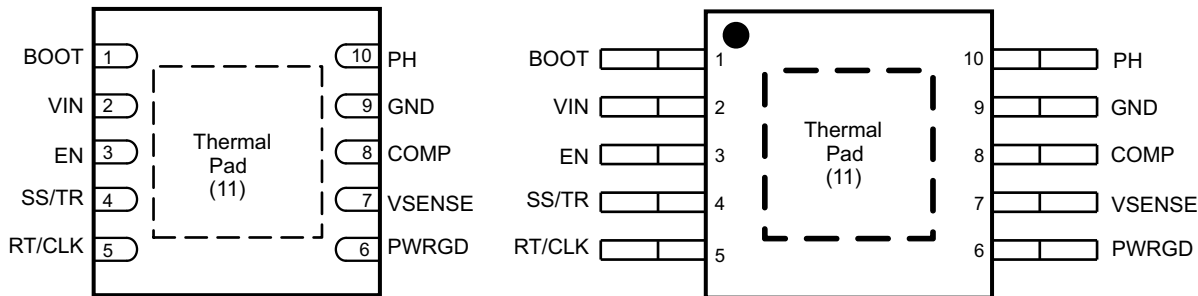 BOOT 1 10 PH
VIN 2 9 GND
EN 3 8 COMP
SS/TR 4 7 VSENSE
RT/CLK 5 6 PWRGD
Thermal
Pad
(11)
BOOT 1 10 PH
VIN 2 9 GND
EN 3 8 COMP
SS/TR 4 7 VSENSE
RT/CLK 5 6 PWRGD
Thermal
Pad
(11)